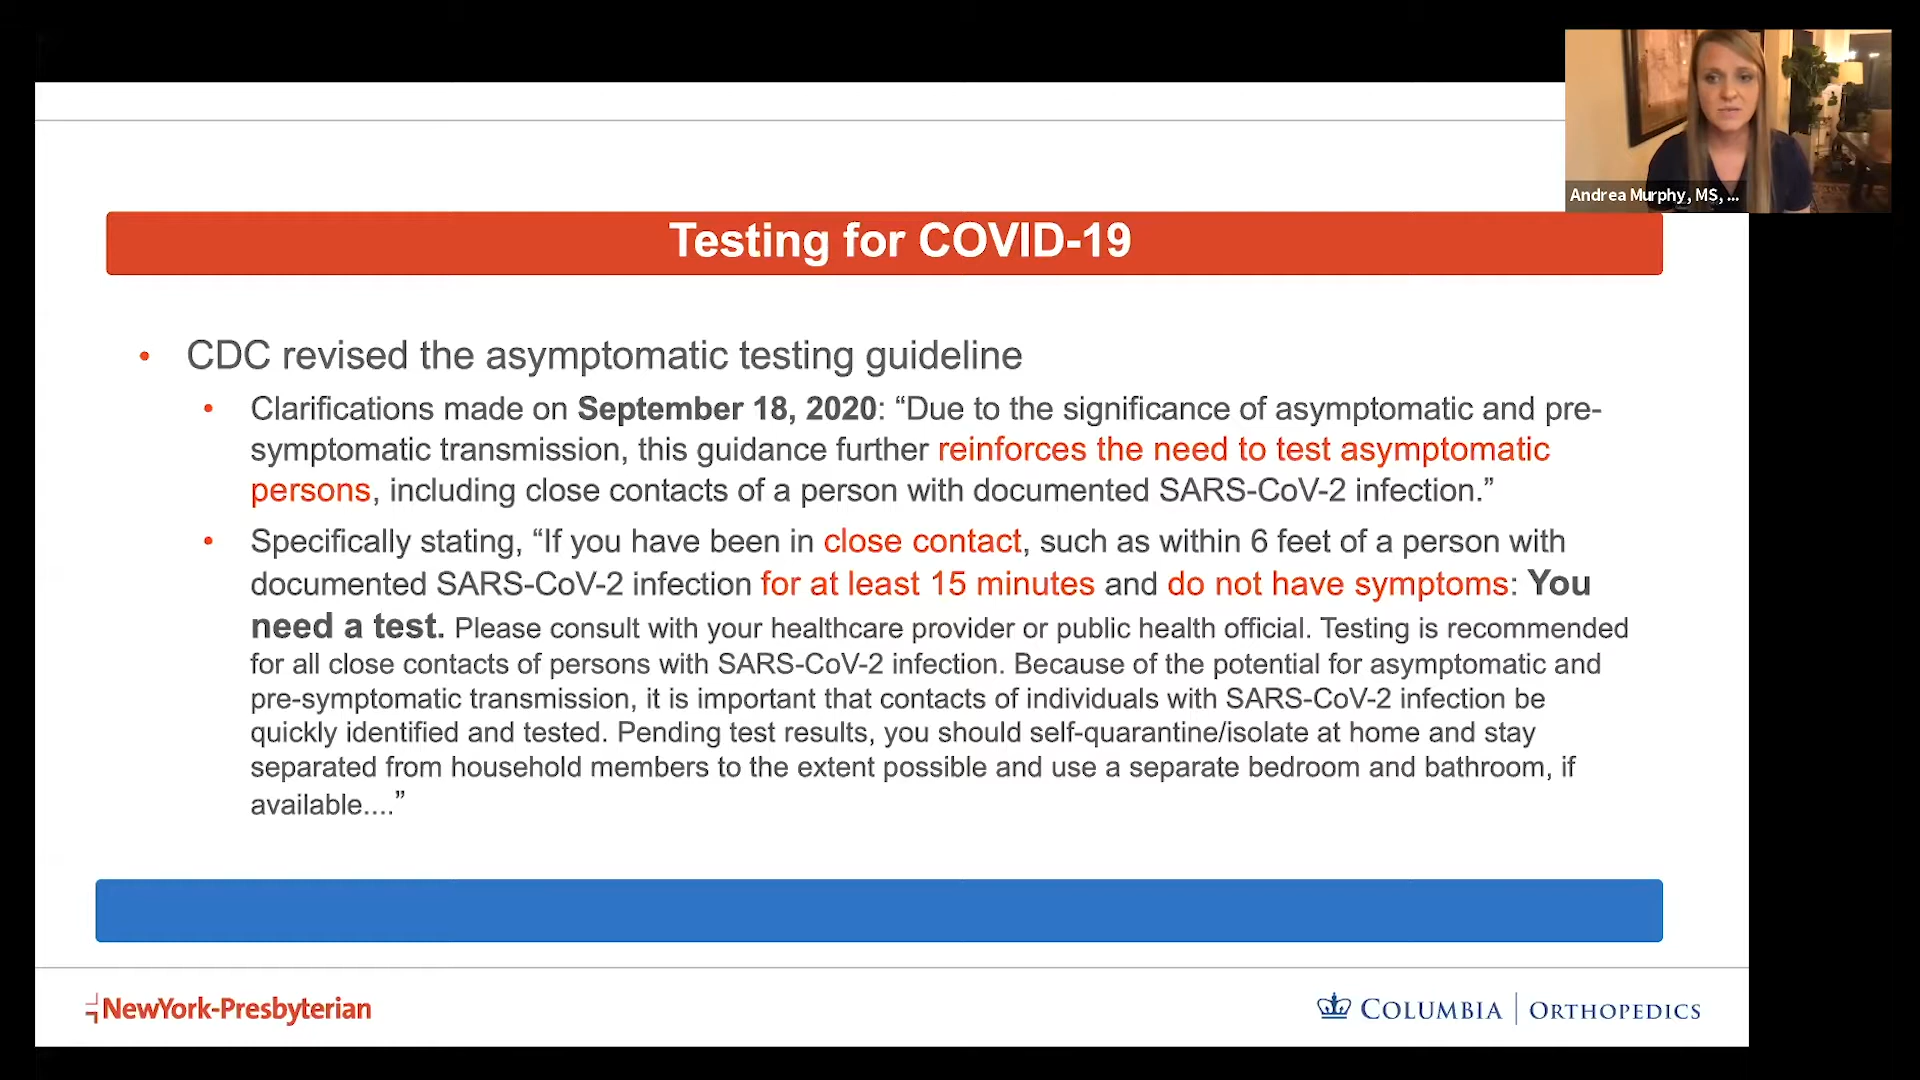 Andrea Murphy, MS, ...
Testing for COVID-19
• CDC revised the asymptomatic testing guideline
• Clarifications made on September 18, 2020: “Due to the significance of asymptomatic and pre-
symptomatic transmission, this guidance further reinforces the need to test asymptomatic
persons, including close contacts of a person with documented SARS-CoV-2 infection.”
• Specifically stating, “If you have been in close contact, such as within 6 feet of a person with
documented SARS-CoV-2 infection for at least 15 minutes and do not have symptoms: You
need a test. Please consult with your healthcare provider or public health official. Testing is recommended
for all close contacts of persons with SARS-CoV-2 infection. Because of the potential for asymptomatic and
pre-symptomatic transmission, it is important that contacts of individuals with SARS-CoV-2 infection be
quickly identified and tested. Pending test results, you should self-quarantine/isolate at home and stay
separated from household members to the extent possible and use a separate bedroom and bathroom, if
available....”
NewYork-Presbyterian
COLUMBIA | ORTHOPEDICS